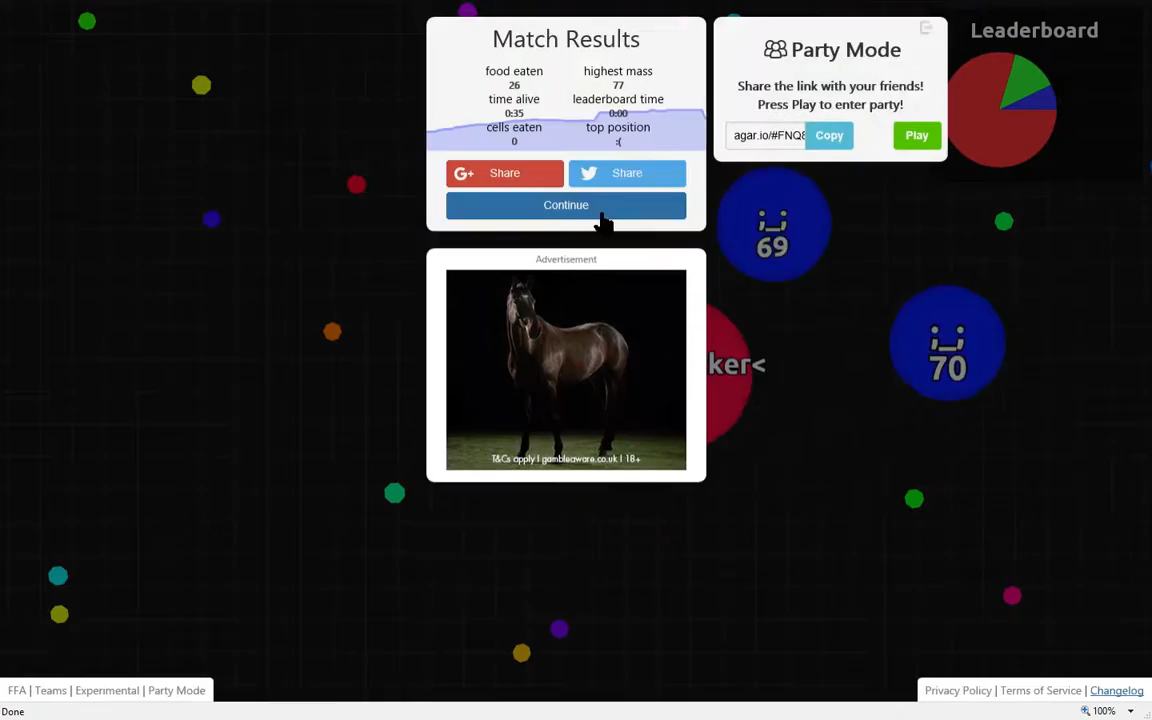 Match Results
food eaten
26
highest mass
77
time alive
0:35
leaderboard time
0:00
cells eaten
0
top position
:(
G+ Share
Share
Continue
Advertisement
T&Cs apply | gambleaware.co.uk | 18+
Party Mode
Share the link with your friends!
Press Play to enter party!
agar.io/#FNQ8
Copy
Play
Leaderboard
69
ker<
70
FFA | Teams | Experimental | Party Mode
Privacy Policy | Terms of Service | Changelog
Done
100%